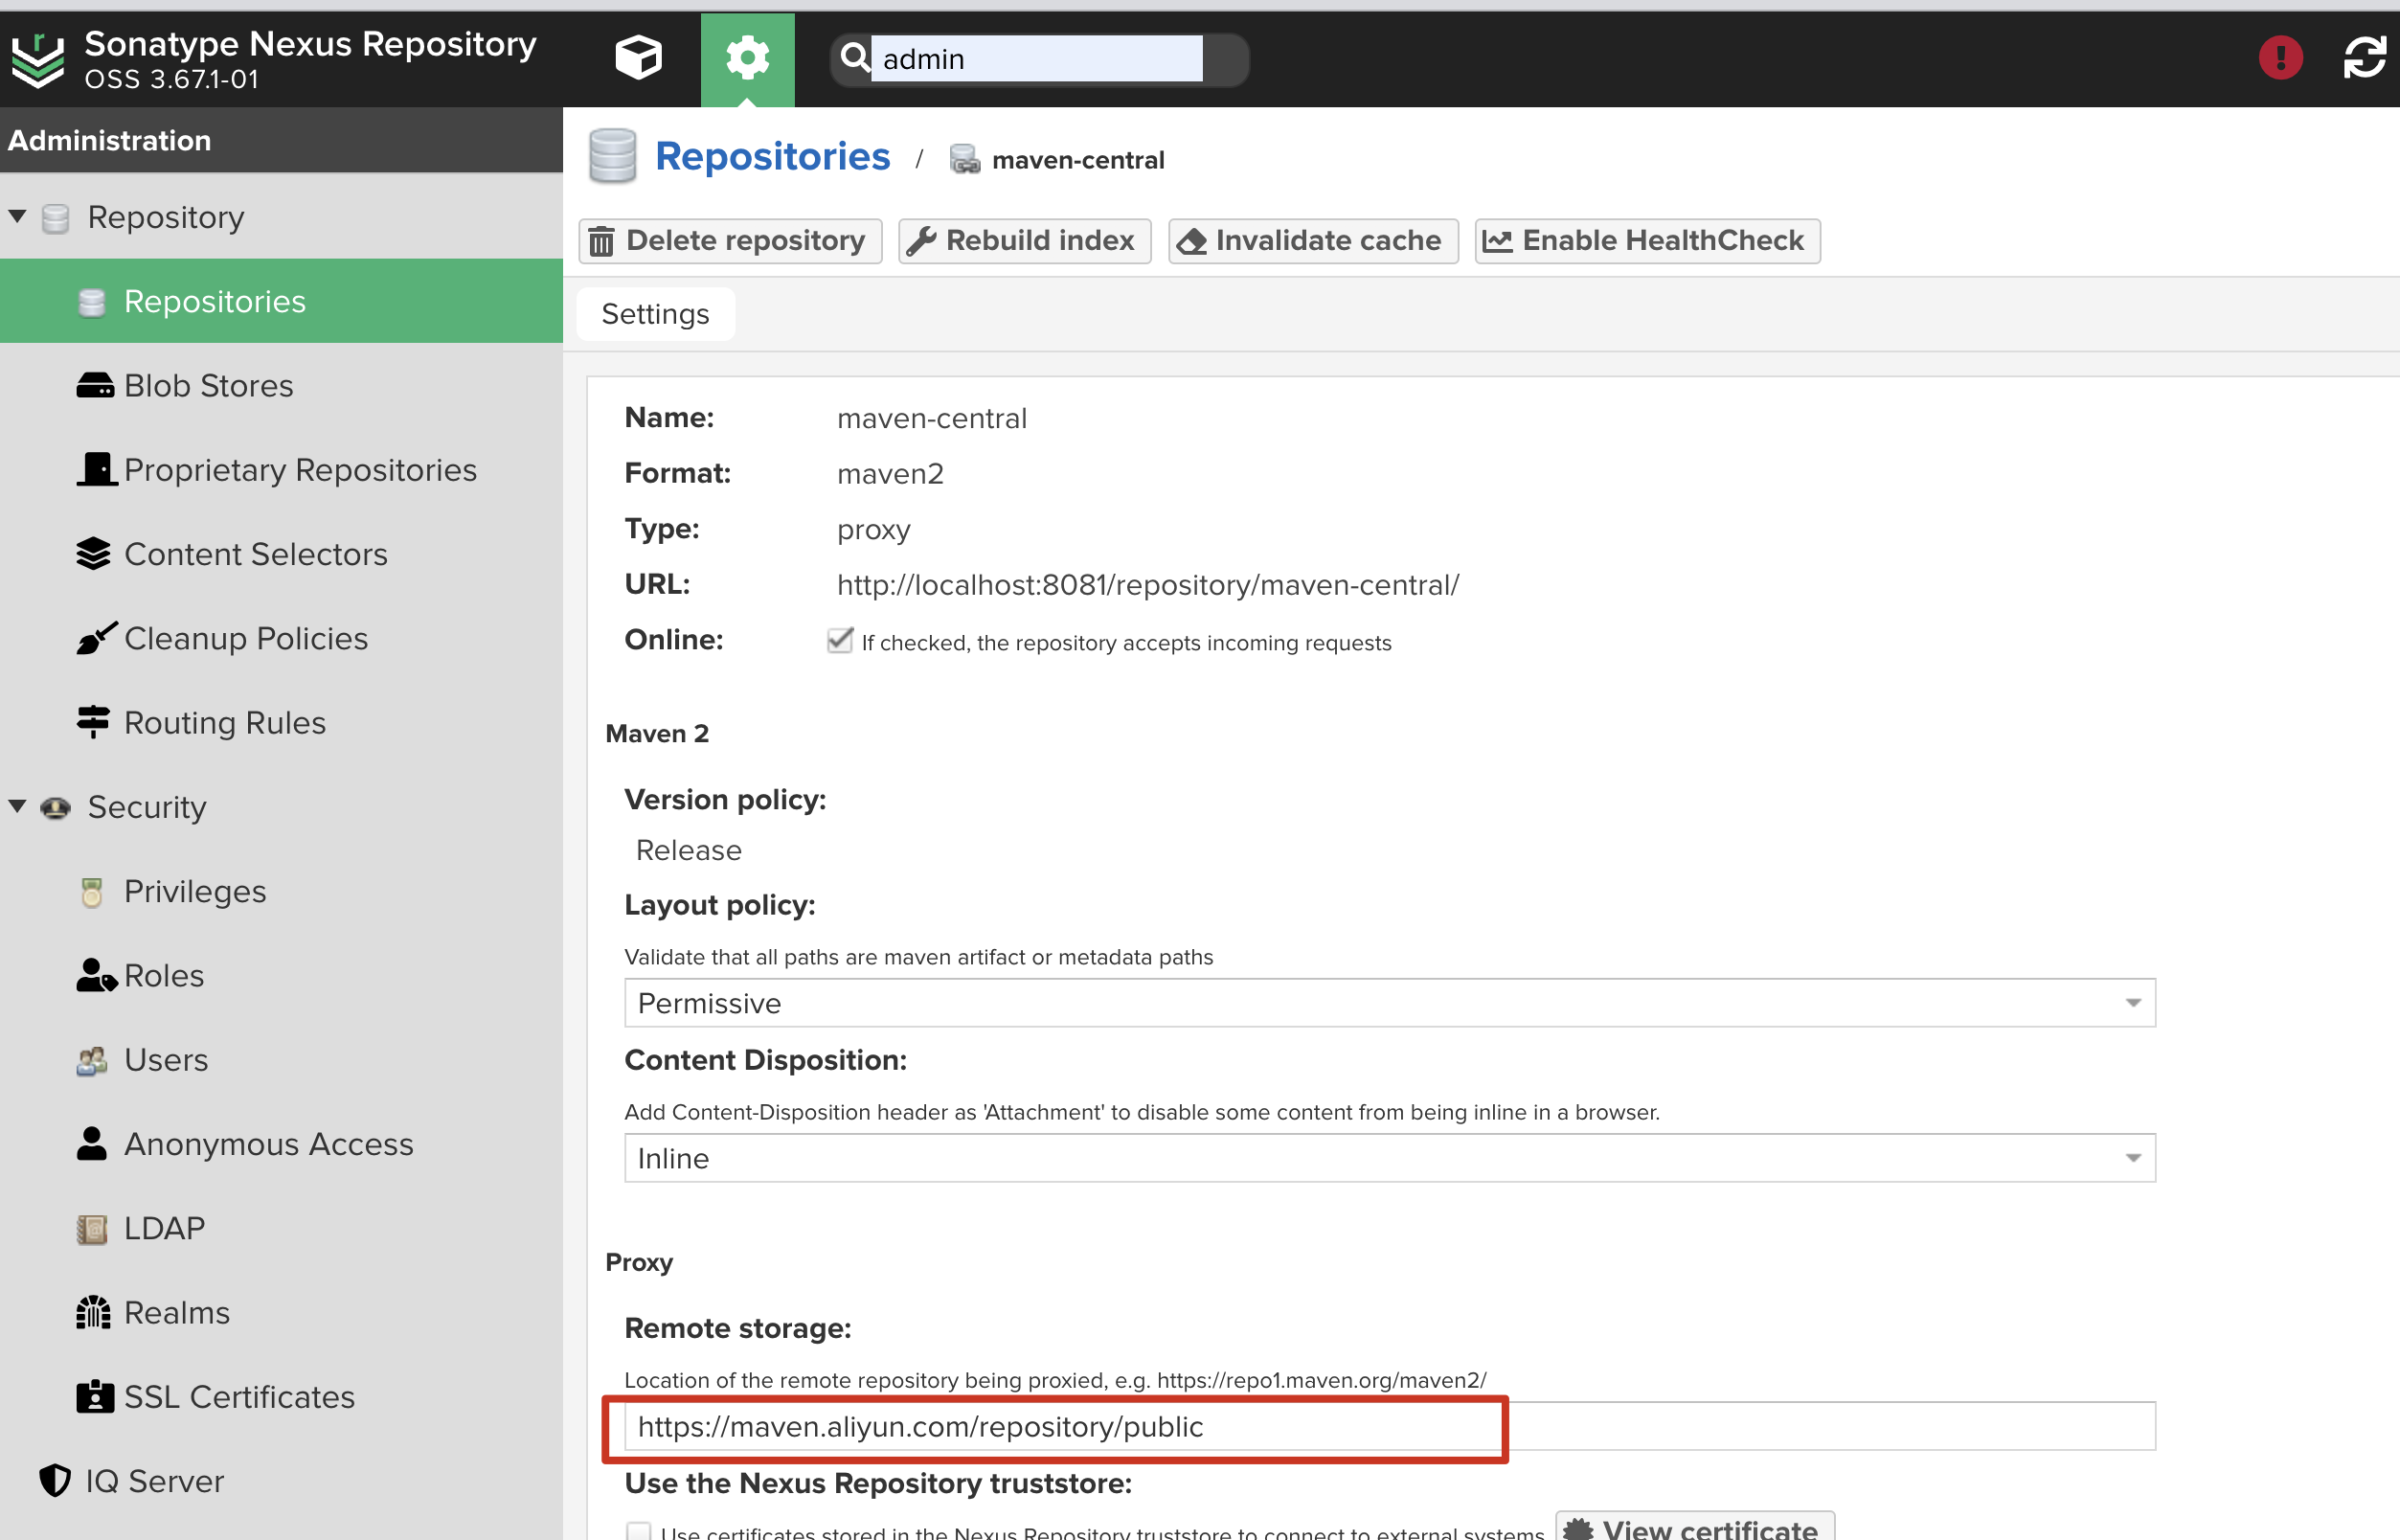 Sonatype Nexus Repository
OSS 3.67.1-01
admin
Administration
Repository
Repositories
Blob Stores
Proprietary Repositories
Content Selectors
Cleanup Policies
Routing Rules
Security
Privileges
Roles
Users
Anonymous Access
LDAP
Realms
SSL Certificates
IQ Server
Repositories / maven-central
Delete repository Rebuild index Invalidate cache Enable HealthCheck
Settings
Name: maven-central
Format: maven2
Type: proxy
URL: http://localhost:8081/repository/maven-central/
Online: If checked, the repository accepts incoming requests
Maven 2
Version policy:
Release
Layout policy:
Validate that all paths are maven artifact or metadata paths
Permissive
Content Disposition:
Add Content-Disposition header as 'Attachment' to disable some content from being inline in a browser.
Inline
Proxy
Remote storage:
Location of the remote repository being proxied, e.g. https://repo1.maven.org/maven2/
https://maven.aliyun.com/repository/public
Use the Nexus Repository truststore:
Use certificates stored in the Nexus Repository truststore to connect to external systems View certificate